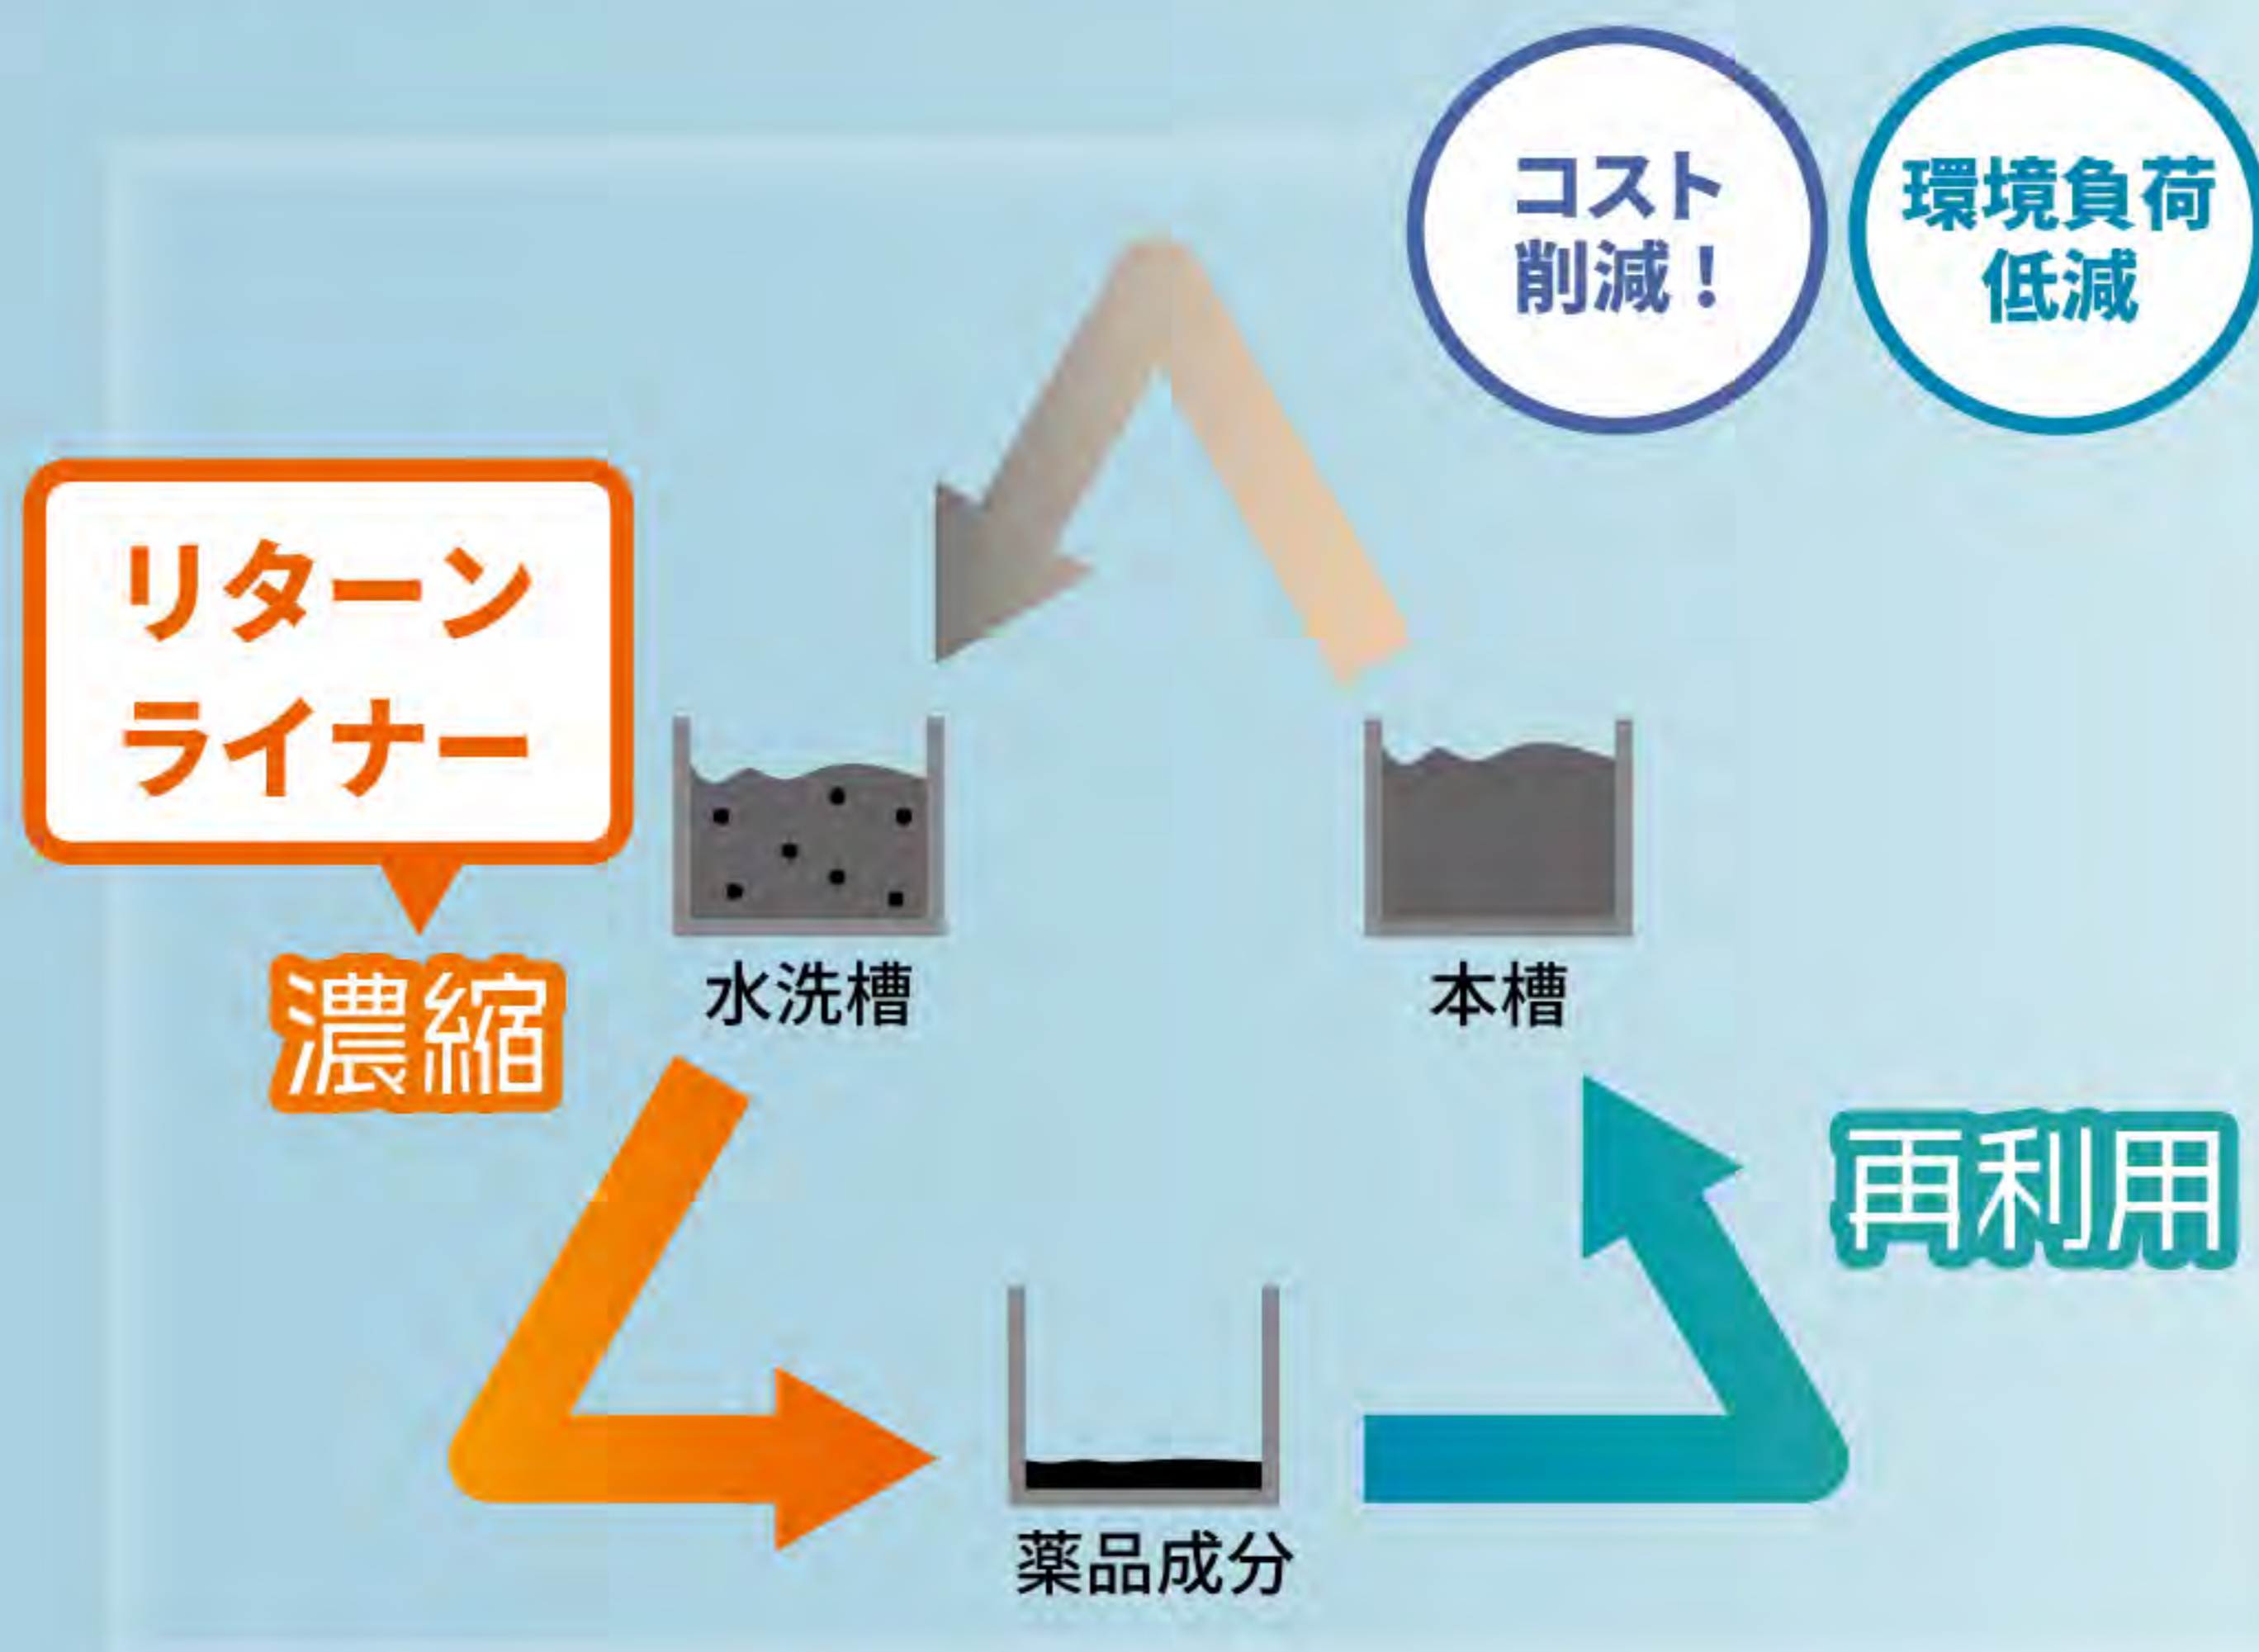 コスト
削減！
環境負荷
低減
リターン
ライナー
水洗槽
本槽
濃縮
再利用
薬品成分